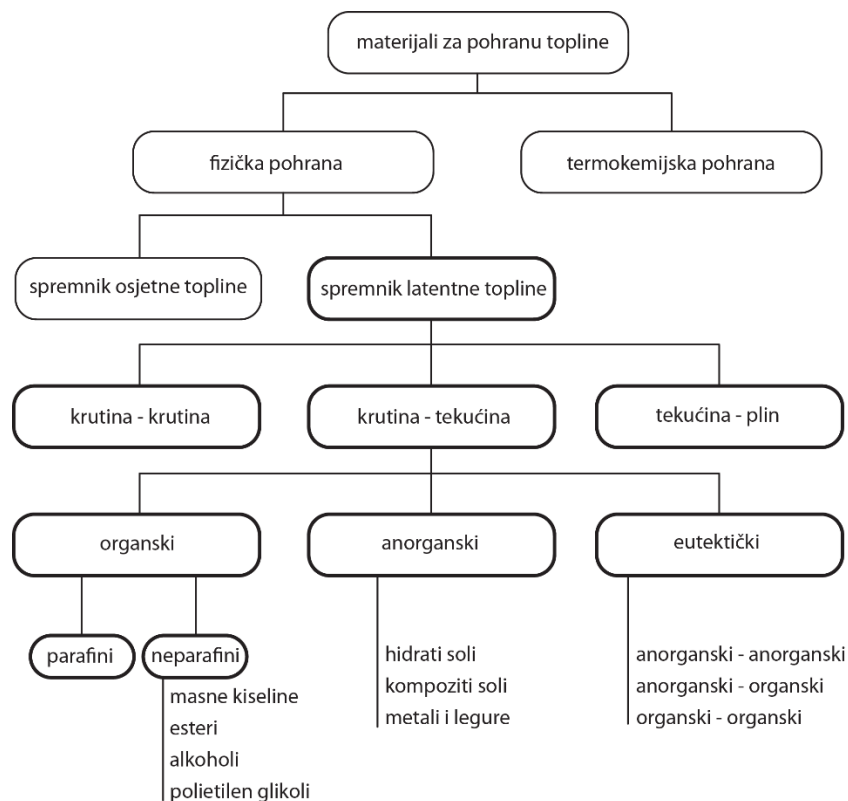 materijali za pohranu topline
fizička pohrana
termokemijska pohrana
spremnik osjetne topline
spremnik latentne topline
krutina - krutina
krutina - tekućina
tekućina - plin
organski
anorganski
eutektički
parafini
neparafini
masne kiseline
esteri
alkoholi
polietilen glikoli
hidrati soli
kompoziti soli
metali i legure
anorganski - anorganski
anorganski - organski
organski - organski